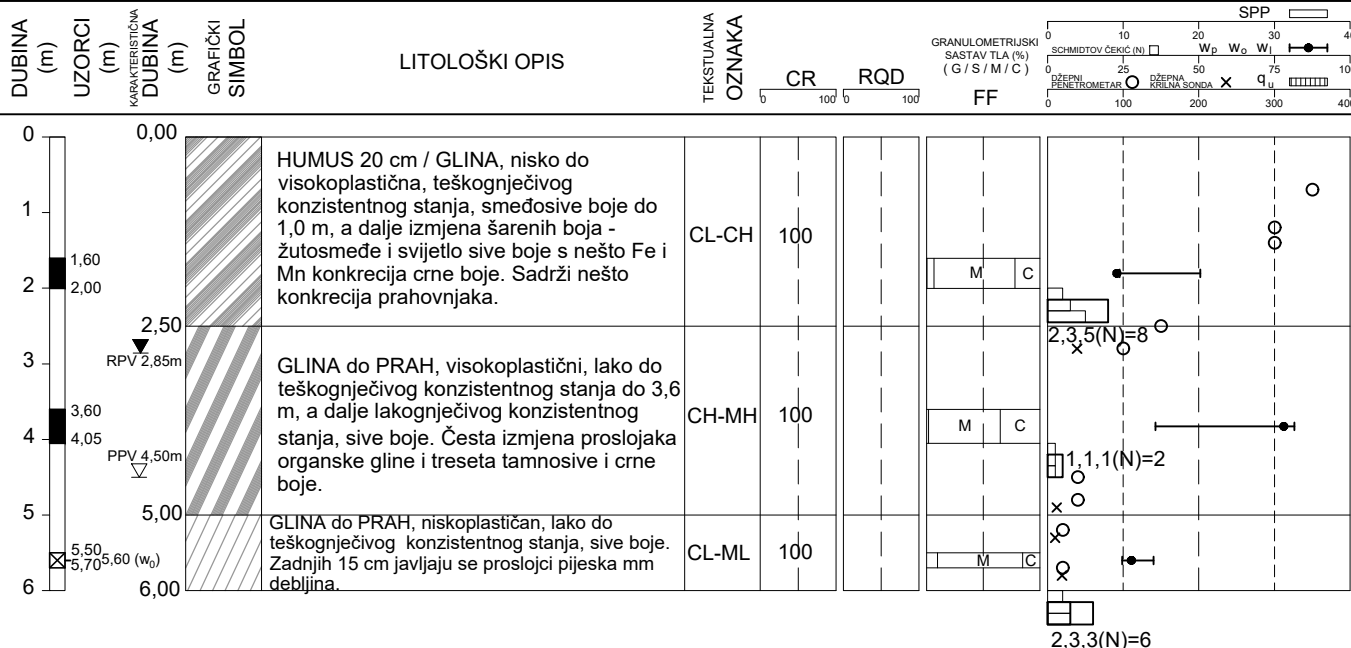 DUBINA
(m)
UZORCI
(m)
KARAKTERISTIČNA
DUBINA
(m)
GRAFIČKI
SIMBOL
LITOLOŠKI OPIS
TEKSTUALNA
OZNAKA
CR
0 100
RQD
0 100
GRANULOMETRIJSKI
SASTAV TLA (%)
( G / S / M / C )
FF
SPP
0 10 20 30 40
SCHMIDTOV ČEKIĆ (N)
Wp Wo Wl
0 25 50 75 100
DŽEPNI
PENETROMETAR
DŽEPNA
KRILNA SONDA
qu
0 100 200 300 400
0
1
2
3
4
5
6
1,60
2,00
3,60
4,05
5,50
5,70
5,60 (w0)
0,00
2,50
RPV 2,85m
PPV 4,50m
5,00
6,00
HUMUS 20 cm / GLINA, nisko do
visokoplastična, teškognječivog
konzistentnog stanja, smeđosive boje do
1,0 m, a dalje izmjena šarenih boja -
žutosmeđe i svijetlo sive boje s nešto Fe i
Mn konkrecija crne boje. Sadrži nešto
konkrecija prahovnjaka.
CL-CH
100
M C
2,3,5(N)=8
GLINA do PRAH, visokoplastični, lako do
teškognječivog konzistentnog stanja do 3,6
m, a dalje lakognječivog konzistentnog
stanja, sive boje. Česta izmjena proslojaka
organske gline i treseta tamnosive i crne
boje.
CH-MH
100
M C
1,1,1(N)=2
GLINA do PRAH, niskoplastičan, lako do
teškognječivog konzistentnog stanja, sive boje.
Zadnjih 15 cm javljaju se proslojci pijeska mm
debljina.
CL-ML
100
M C
2,3,3(N)=6